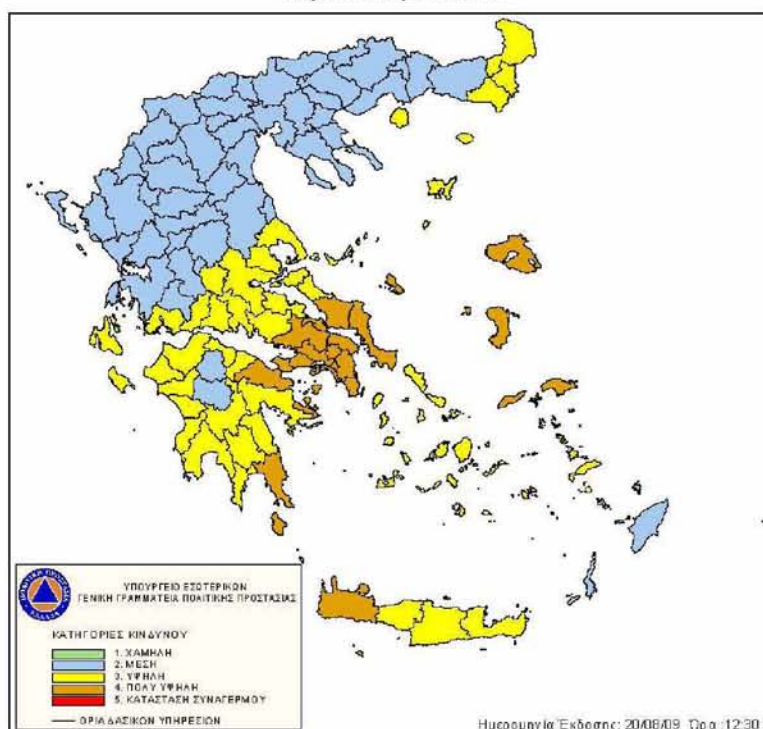 ΥΠΟΥΡΓΕΙΟ ΕΣΩΤΕΡΙΚΩΝ
ΓΕΝΙΚΗ ΓΡΑΜΜΑΤΕΙΑ ΠΟΛΙΤΙΚΗΣ ΠΡΟΣΤΑΣΙΑΣ
ΚΑΤΗΓΟΡΙΕΣ ΚΙΝΔΥΝΟΥ
1. ΧΑΜΗΛΗ
2. ΜΕΣΗ
3. ΥΨΗΛΗ
4. ΠΟΛΥ ΥΨΗΛΗ
5. ΚΑΤΑΣΤΑΣΗ ΣΥΝΑΓΕΡΜΟΥ
ΟΡΙΑ ΔΑΣΙΚΩΝ ΥΠΗΡΕΣΙΩΝ
Ημερομηνία Έκδοσης: 20/08/09 Ώρα :12:30